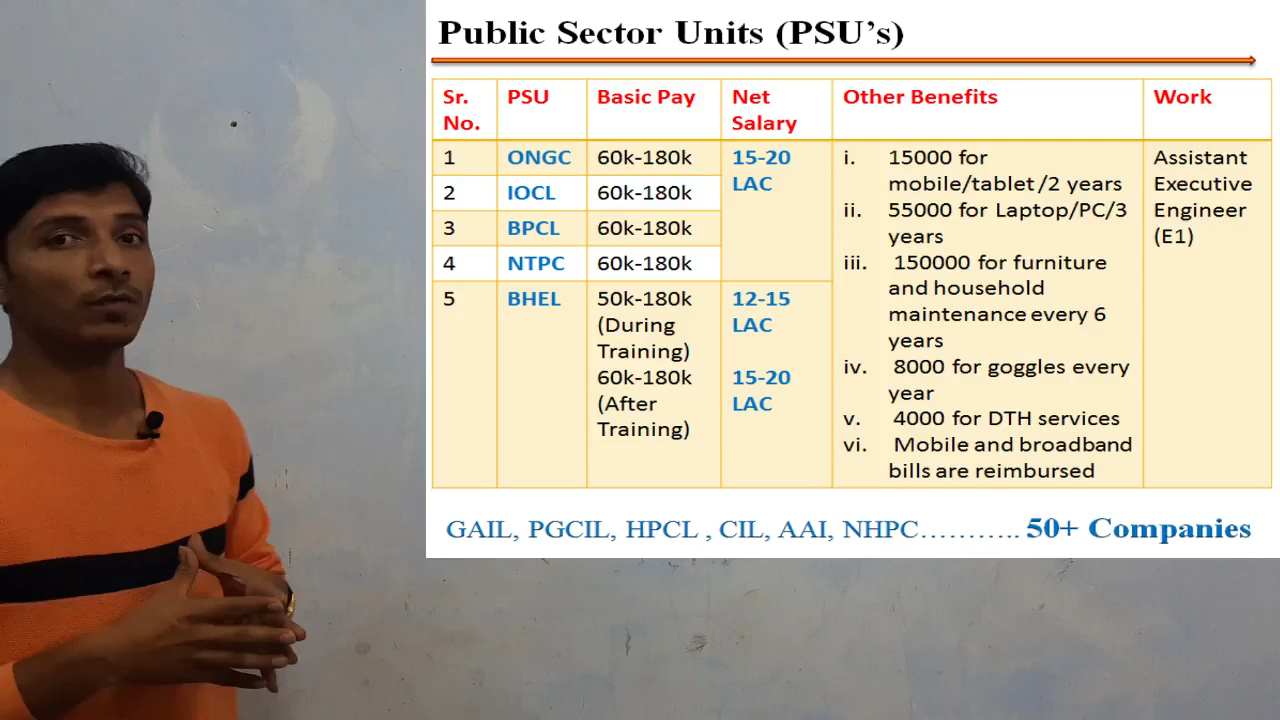 Public Sector Units (PSU's)
Sr. No. PSU Basic Pay Net Salary Other Benefits Work
1 ONGC 60k-180k 15-20 LAC
2 IOCL 60k-180k
3 BPCL 60k-180k
4 NTPC 60k-180k
5 BHEL 50k-180k
(During
Training)
60k-180k
(After
Training)
12-15
LAC
15-20
LAC
i. 15000 for
mobile/tablet /2 years
ii. 55000 for Laptop/PC/3
years
iii. 150000 for furniture
and household
maintenance every 6
years
iv. 8000 for goggles every
year
v. 4000 for DTH services
vi. Mobile and broadband
bills are reimbursed
Assistant
Executive
Engineer
(E1)
GAIL, PGCIL, HPCL , CIL, AAI, NHPC……….. 50+ Companies